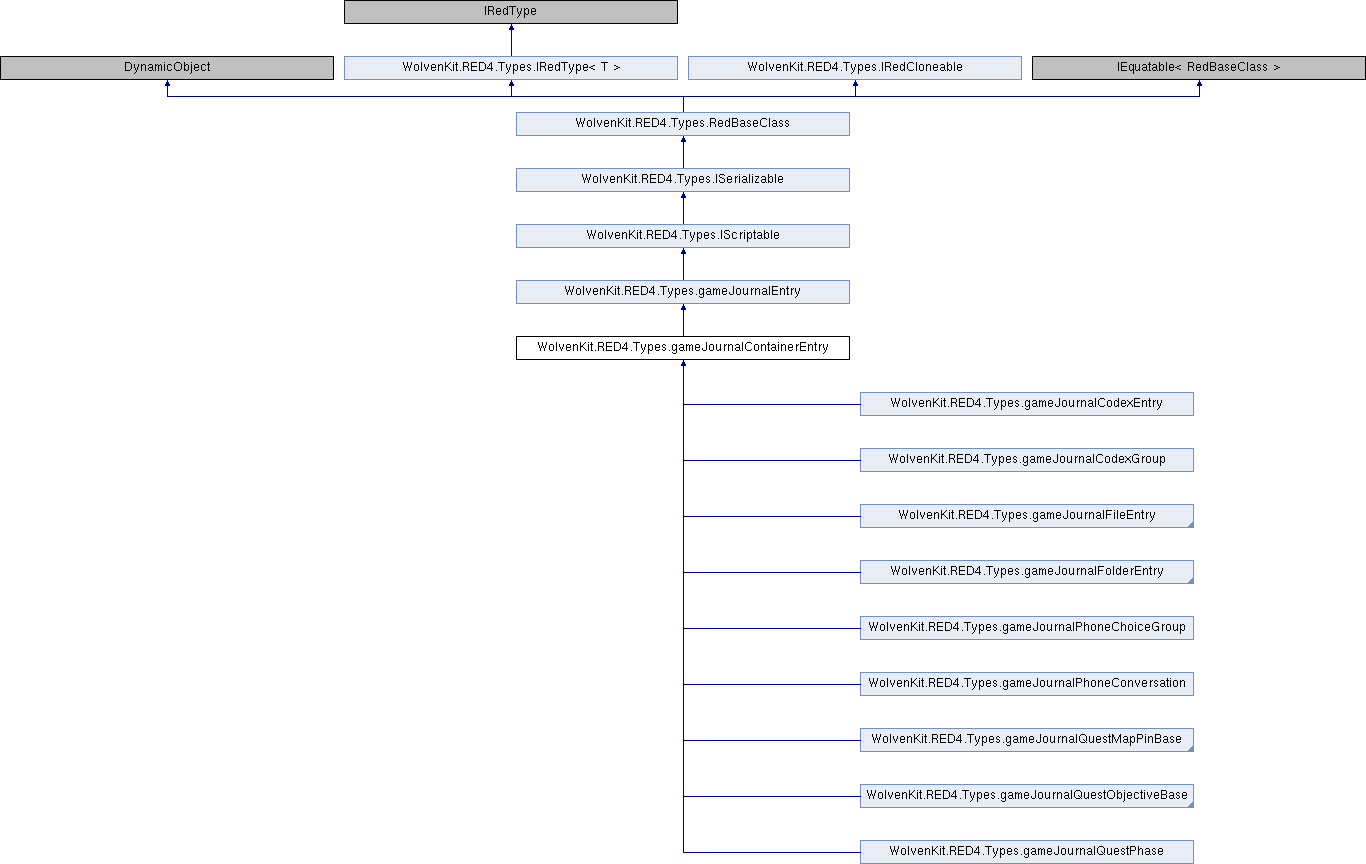 IRedType
DynamicObject
WolvenKit.RED4.Types.IRedType< T >
WolvenKit.RED4.Types.IRedCloneable
IEquatable< RedBaseClass >
WolvenKit.RED4.Types.RedBaseClass
WolvenKit.RED4.Types.ISerializable
WolvenKit.RED4.Types.IScriptable
WolvenKit.RED4.Types.gameJournalEntry
WolvenKit.RED4.Types.gameJournalContainerEntry
WolvenKit.RED4.Types.gameJournalCodexEntry
WolvenKit.RED4.Types.gameJournalCodexGroup
WolvenKit.RED4.Types.gameJournalFileEntry
WolvenKit.RED4.Types.gameJournalFolderEntry
WolvenKit.RED4.Types.gameJournalPhoneChoiceGroup
WolvenKit.RED4.Types.gameJournalPhoneConversation
WolvenKit.RED4.Types.gameJournalQuestMapPinBase
WolvenKit.RED4.Types.gameJournalQuestObjectiveBase
WolvenKit.RED4.Types.gameJournalQuestPhase